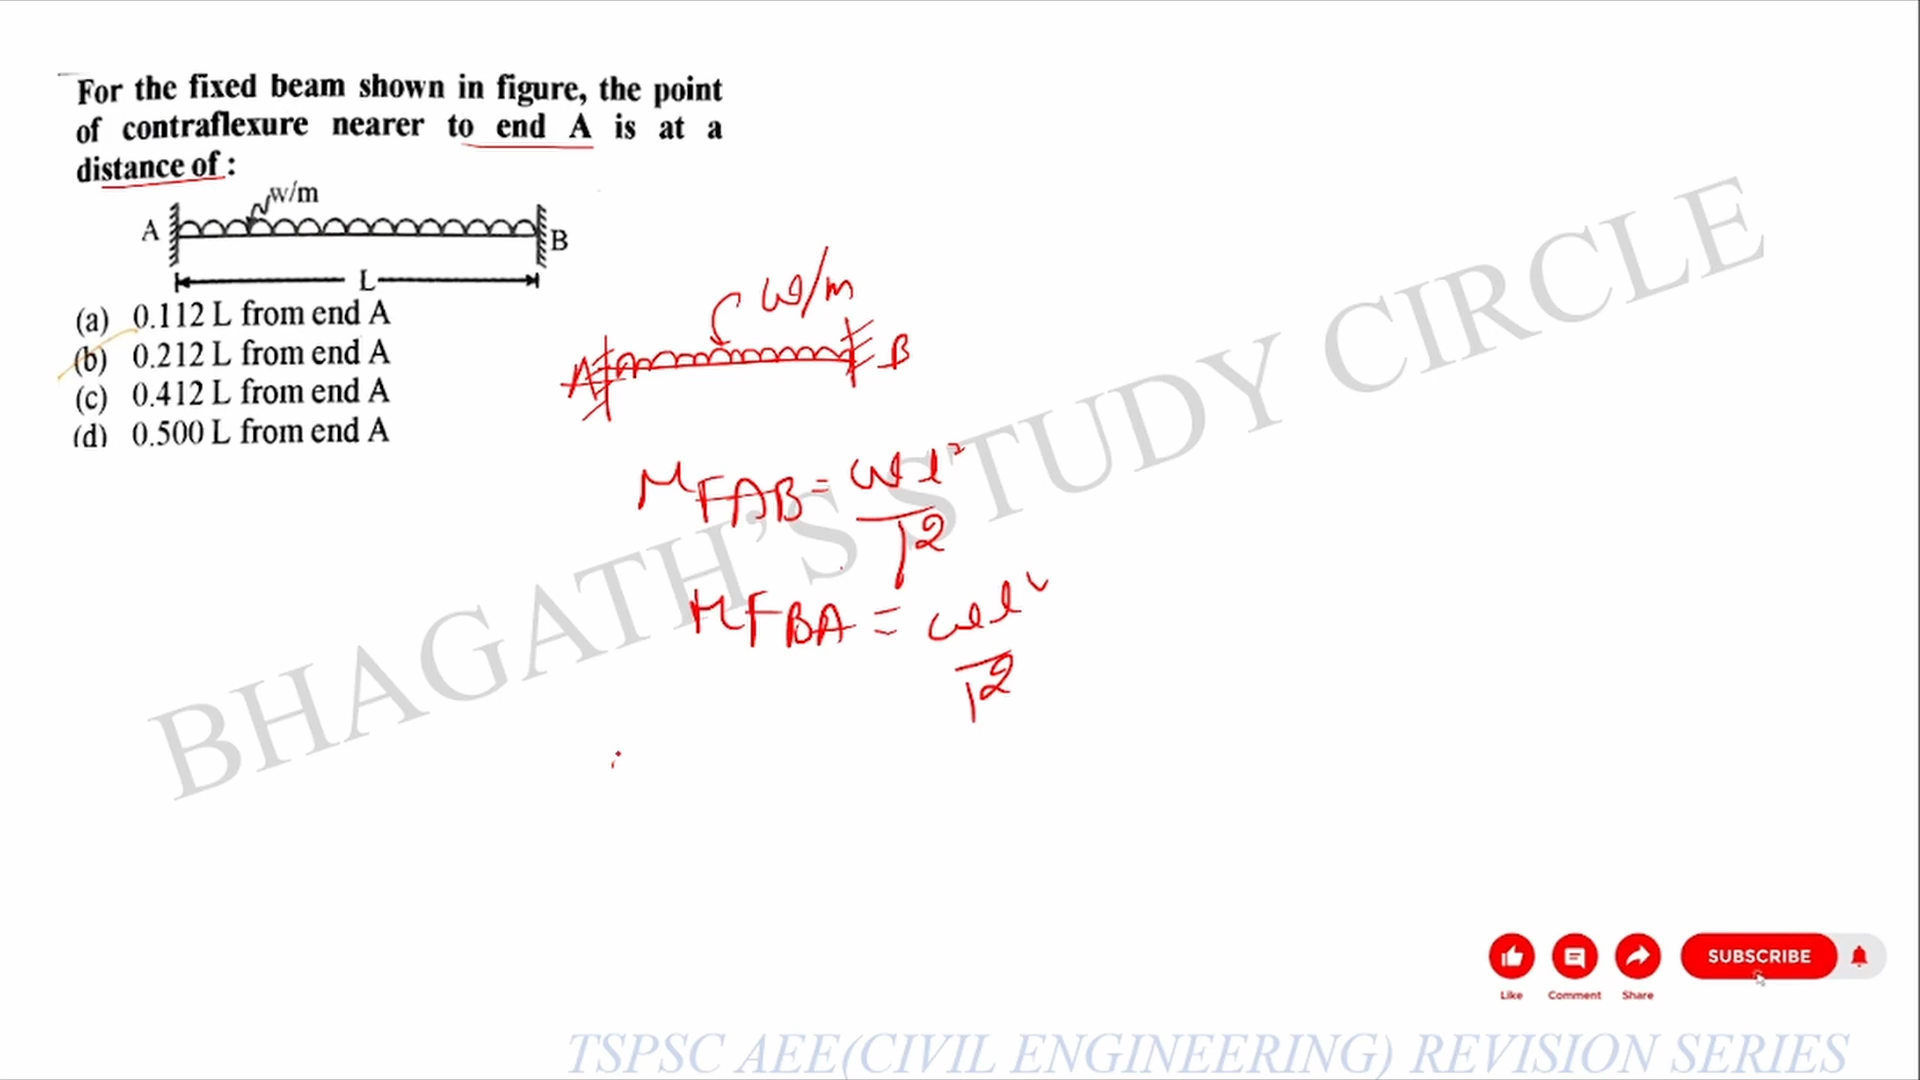 For the fixed beam shown in figure, the point
of contraflexure nearer to end A is at a
distance of :
w/m
A
B
L
(a) 0.112 L from end A
(b) 0.212 L from end A
(c) 0.412 L from end A
(d) 0.500 L from end A
ω/m
A
B
MFAB = ωl²
12
MFBA = ωl²
12
BHAGATH'S STUDY CIRCLE
SUBSCRIBE
Like Comment Share
TSPSC AEE(CIVIL ENGINEERING) REVISION SERIES